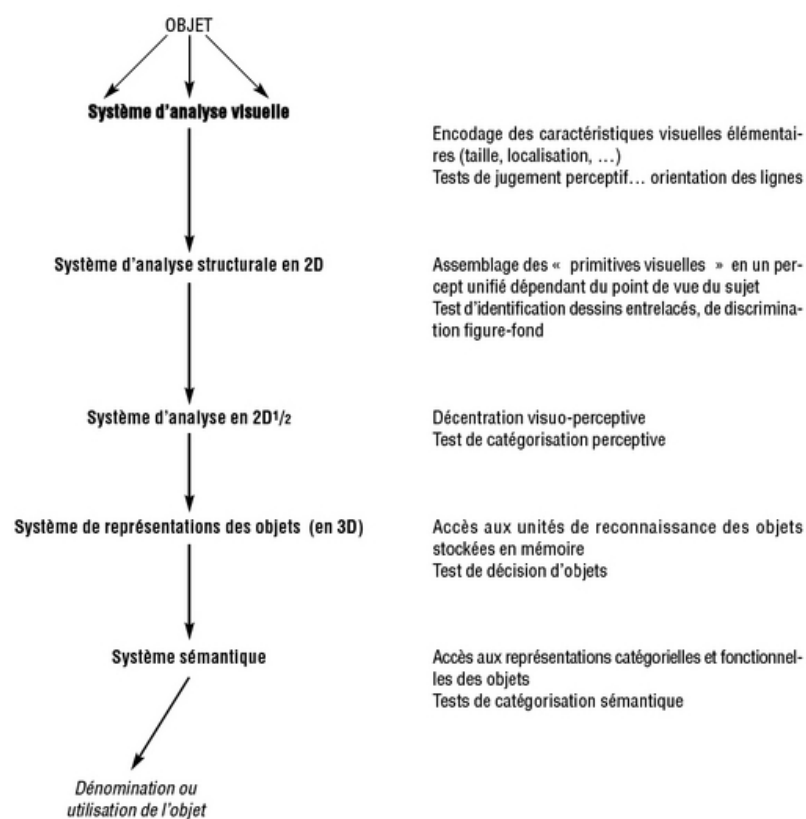 OBJET
Système d'analyse visuelle
Encodage des caractéristiques visuelles élémentai-
res (taille, localisation, …)
Tests de jugement perceptif… orientation des lignes
Système d'analyse structurale en 2D
Assemblage des « primitives visuelles » en un per-
cept unifié dépendant du point de vue du sujet
Test d'identification dessins entrelacés, de discrimina-
tion figure-fond
Système d'analyse en 2D1/2
Décentration visuo-perceptive
Test de catégorisation perceptive
Système de représentations des objets (en 3D)
Accès aux unités de reconnaissance des objets
stockées en mémoire
Test de décision d'objets
Système sémantique
Accès aux représentations catégorielles et fonctionnel-
les des objets
Tests de catégorisation sémantique
Dénomination ou
utilisation de l'objet